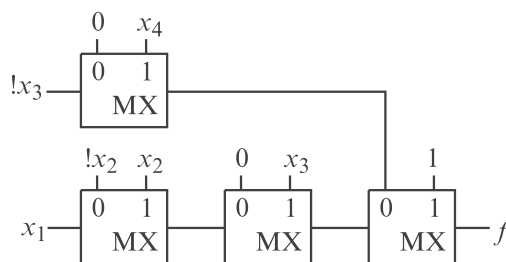 0 x₄
!x₃ 0 1
MX
!x₂ x₂ 0 x₃ 1
0 1 0 1 0 1
x₁ MX MX MX f